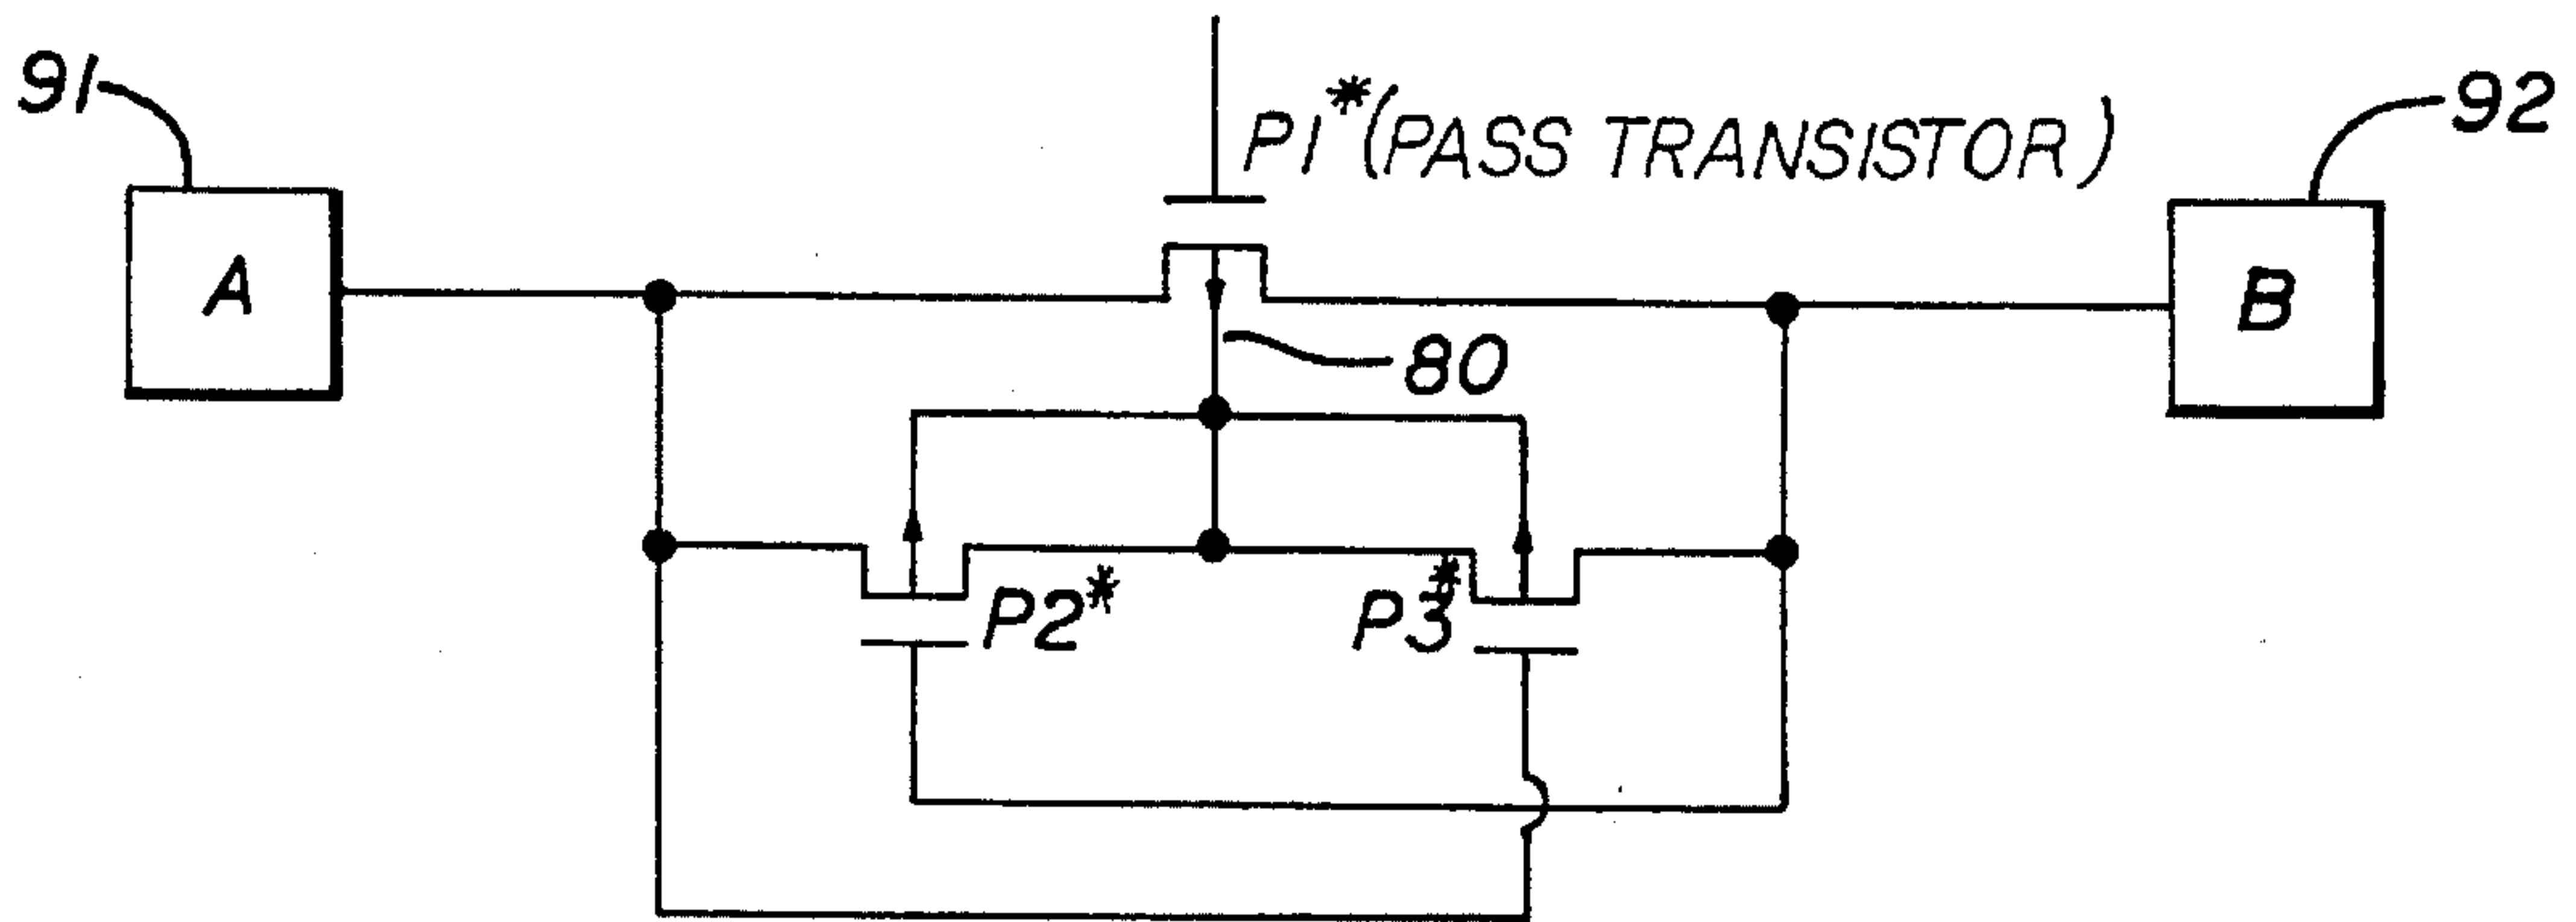 91
P1*(PASS TRANSISTOR)
92
A
B
80
P2*
P3*